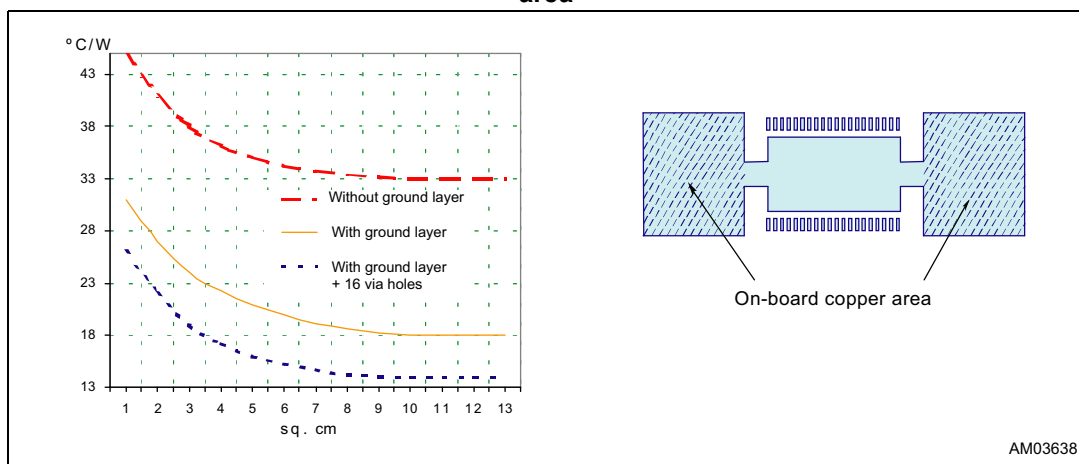 area
ºC/W
43
38
33
28
23
18
13
1 2 3 4 5 6 7 8 9 10 11 12 13
sq. cm
Without ground layer
With ground layer
With ground layer
+ 16 via holes
On-board copper area
AM03638